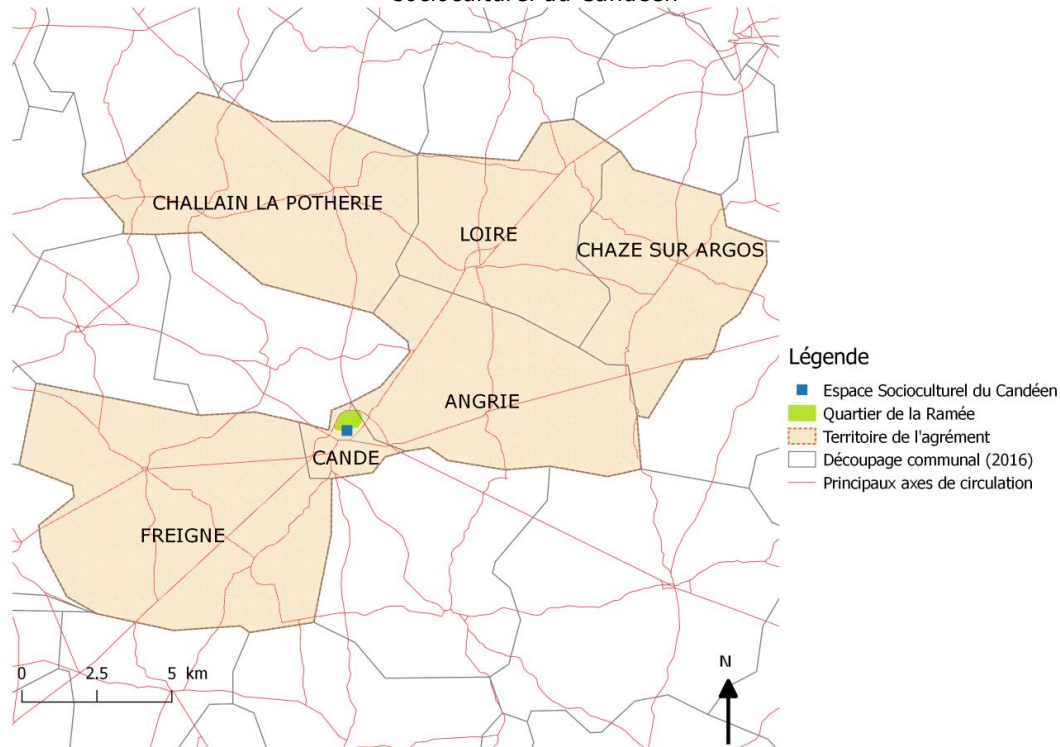 socioculturel du Candéen
CHALLAIN LA POTHERIE
LOIRE
CHAZE SUR ARGOS
ANGRIE
CANDE
FREIGNE
Légende
Espace Socioculturel du Candéen
Quartier de la Ramée
Territoire de l'agrément
Découpage communal (2016)
Principaux axes de circulation
0 2.5 5 km
N